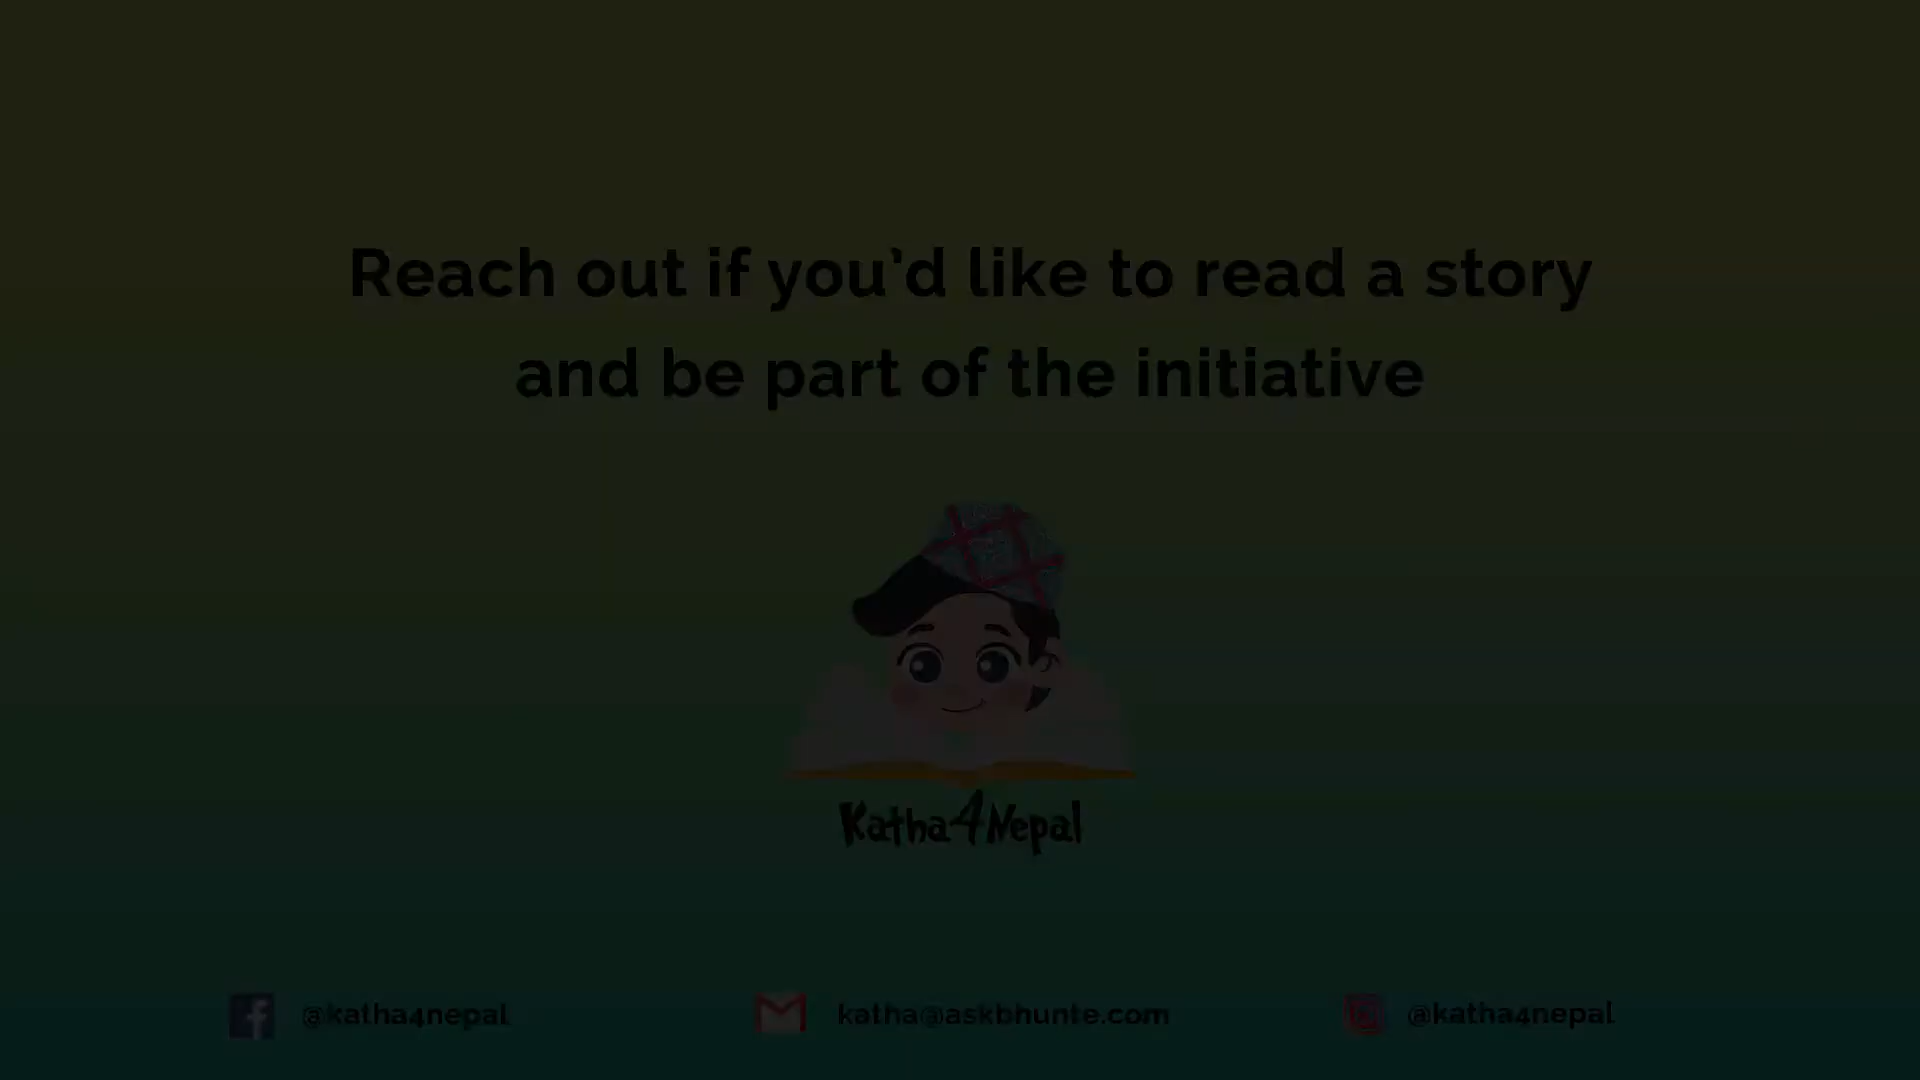 Reach out if you’d like to read a story
and be part of the initiative
Katha4Nepal
@katha4nepal
katha@askbhunte.com
@katha4nepal